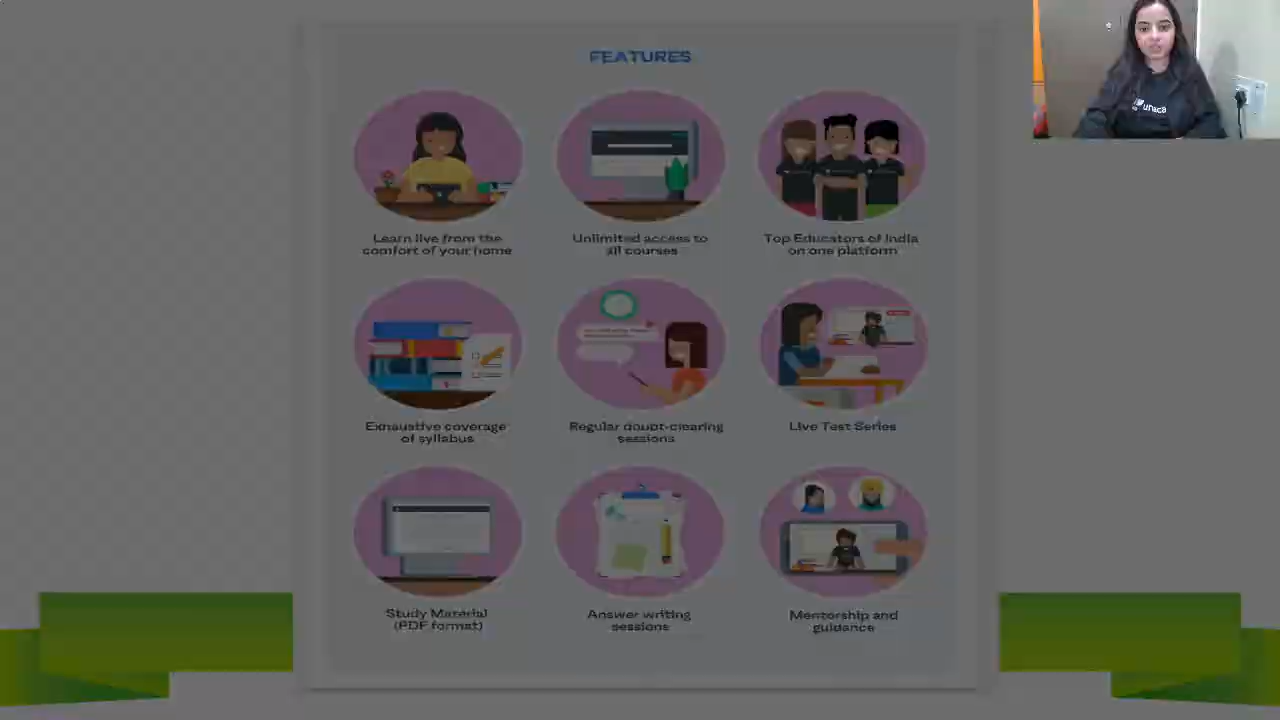 FEATURES
Learn live from the
comfort of your home
Unlimited access to
all courses
Top Educators of India
on one platform
Exhaustive coverage
of syllabus
Regular doubt-clearing
sessions
Live Test Series
Study Material
(PDF format)
Answer writing
sessions
Mentorship and
guidance